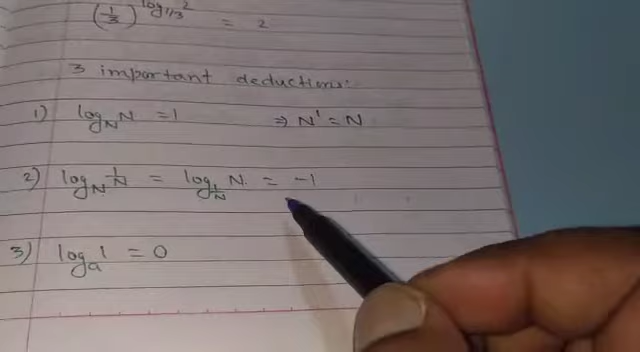 (1/3)^log_{1/3} 2 = 2
3 important deductions:
1) log_N N = 1 ⇒ N^1 = N
2) log_N 1/N = log_{1/N} N = -1
3) log_a 1 = 0